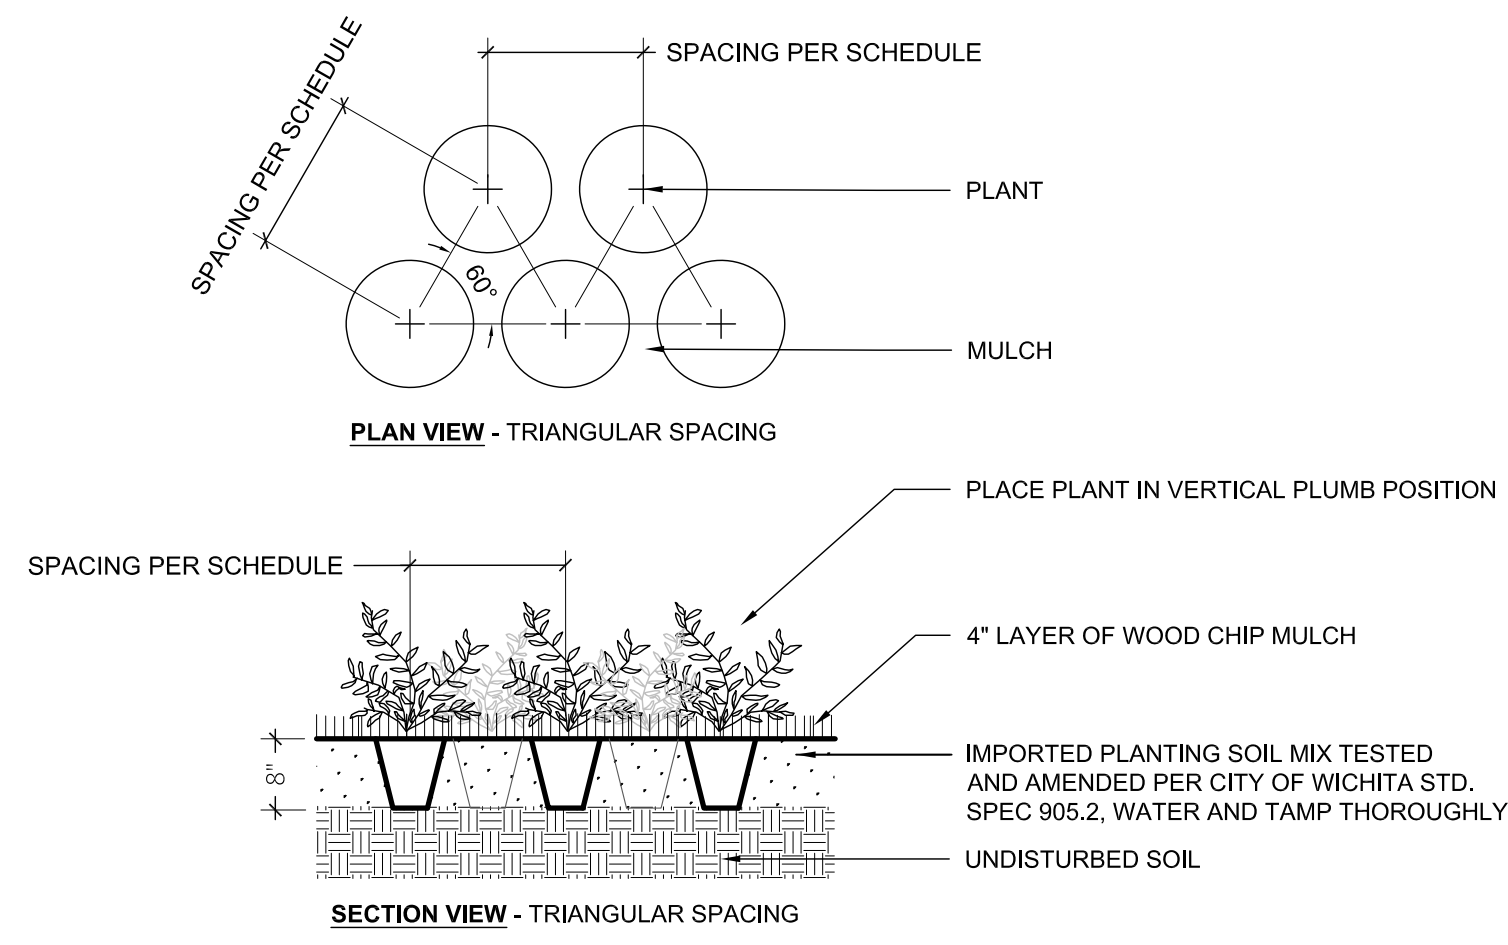 SPACING PER SCHEDULE
SPACING PER SCHEDULE
PLANT
60°
MULCH
PLAN VIEW - TRIANGULAR SPACING
PLACE PLANT IN VERTICAL PLUMB POSITION
SPACING PER SCHEDULE
4" LAYER OF WOOD CHIP MULCH
8"
IMPORTED PLANTING SOIL MIX TESTED
AND AMENDED PER CITY OF WICHITA STD.
SPEC 905.2, WATER AND TAMP THOROUGHLY
UNDISTURBED SOIL
SECTION VIEW - TRIANGULAR SPACING